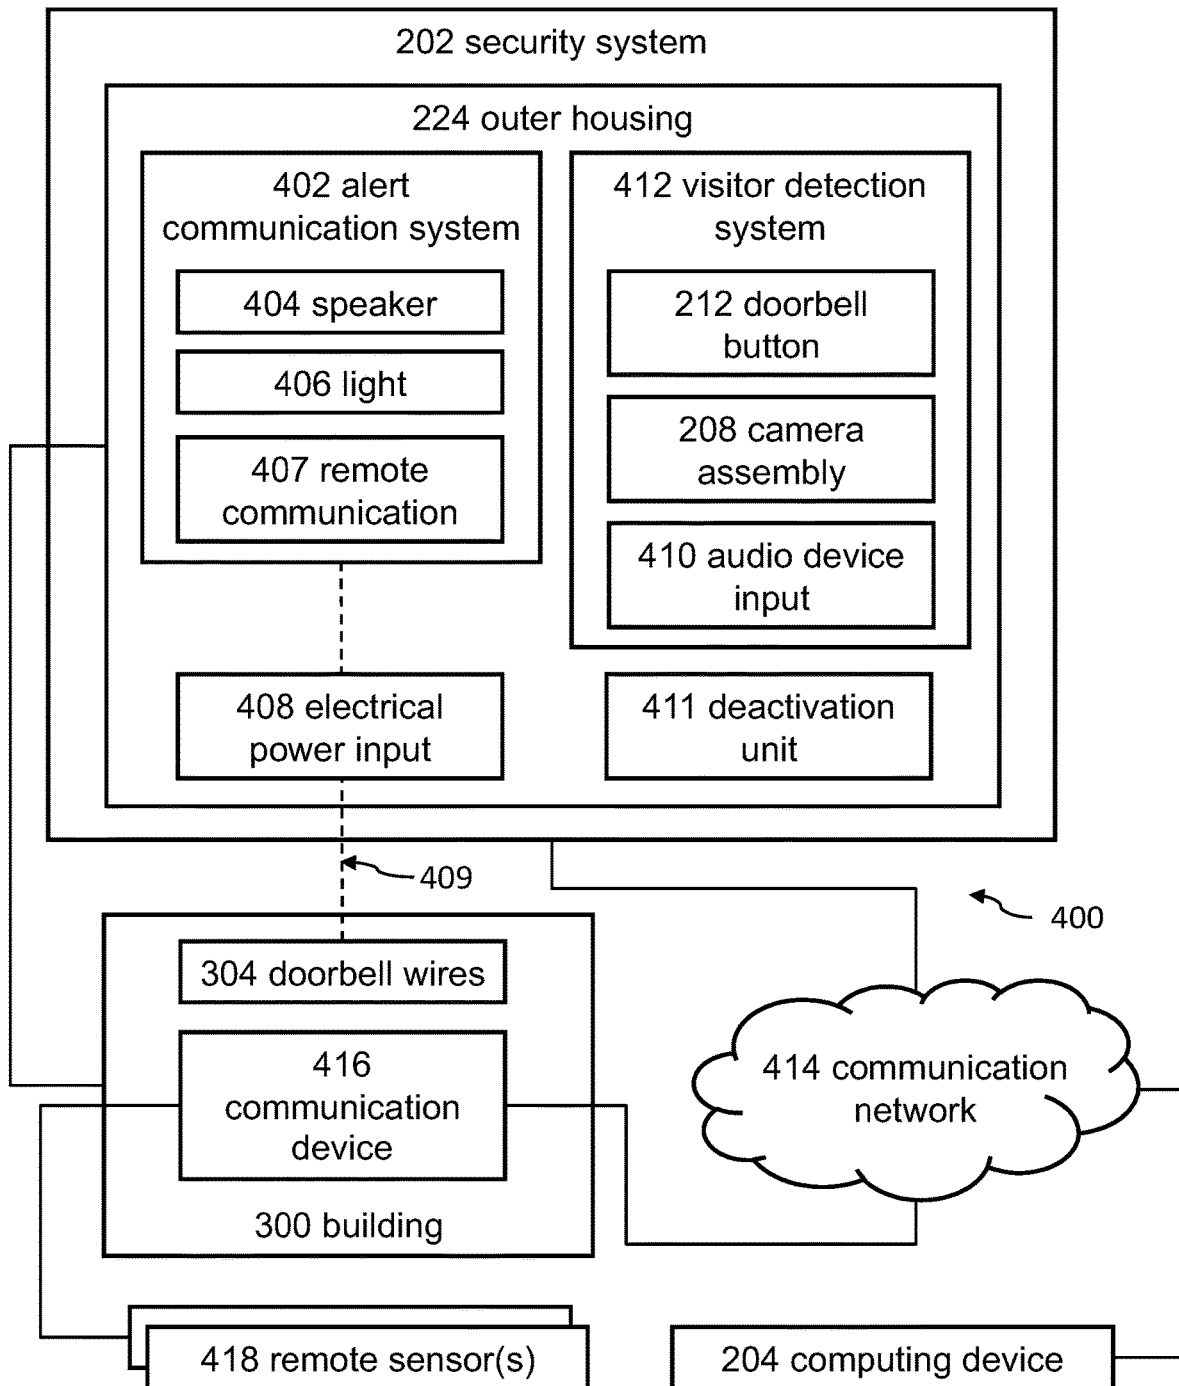 202 security system
224 outer housing
402 alert
communication system
404 speaker
406 light
407 remote
communication
412 visitor detection
system
212 doorbell
button
208 camera
assembly
410 audio device
input
408 electrical
power input
411 deactivation
unit
409
400
304 doorbell wires
416
communication
device
300 building
414 communication
network
418 remote sensor(s)
204 computing device